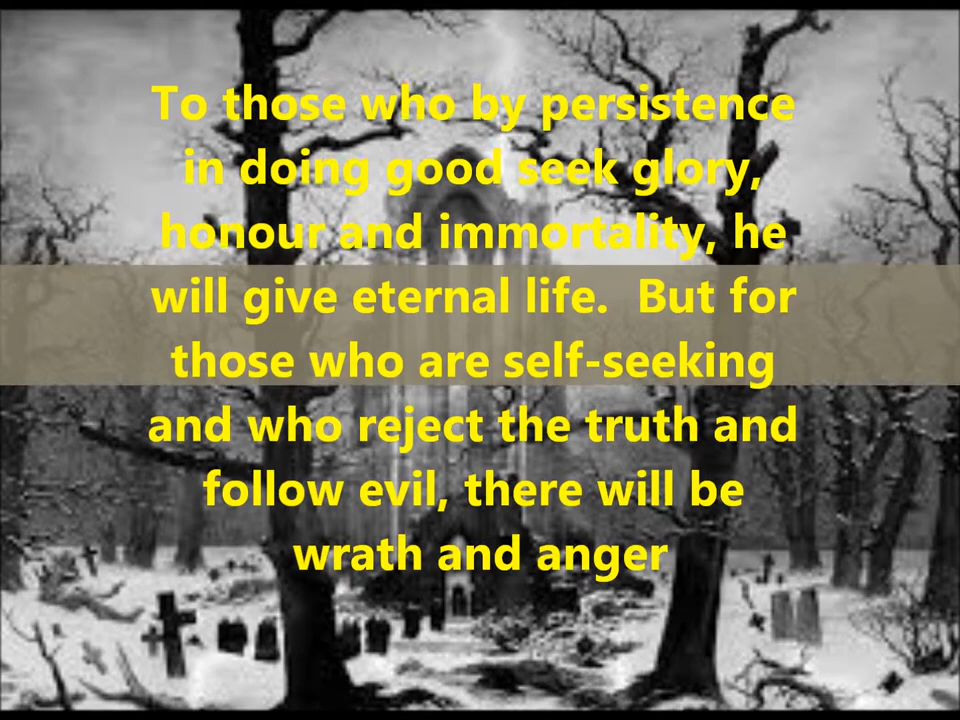 To those who by persistence
in doing good seek glory,
honour and immortality, he
will give eternal life.  But for
those who are self-seeking
and who reject the truth and
follow evil, there will be
wrath and anger